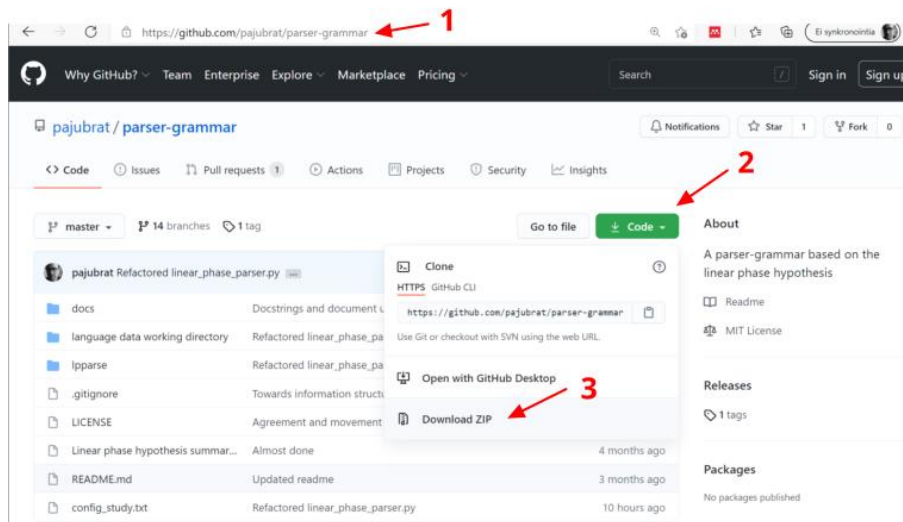 1
https://github.com/pajubrat/parser-grammar
Ei synkronointia
Why GitHub? Team Enterprise Explore Marketplace Pricing
Search
/
Sign in
Sign up
pajubrat / parser-grammar
Notifications
Star 1
Fork 0
<> Code
Issues
Pull requests 1
Actions
Projects
Security
Insights
2
master
14 branches
1 tag
Go to file
Code
About
A parser-grammar based on the
linear phase hypothesis
Readme
MIT License
Releases
1 tags
Packages
No packages published
pajubrat Refactored linear_phase_parser.py ...
Clone
?
HTTPS GitHub CLI
https://github.com/pajubrat/parser-grammar
Use Git or checkout with SVN using the web URL.
Open with GitHub Desktop
3
Download ZIP
docs Docstrings and document u
language data working directory Refactored linear_phase_pa
lpparse Refactored linear_phase_pa
.gitignore Towards information structu
LICENSE Agreement and movement
Linear phase hypothesis summar... Almost done 4 months ago
README.md Updated readme 3 months ago
config_study.txt Refactored linear_phase_parser.py 10 hours ago